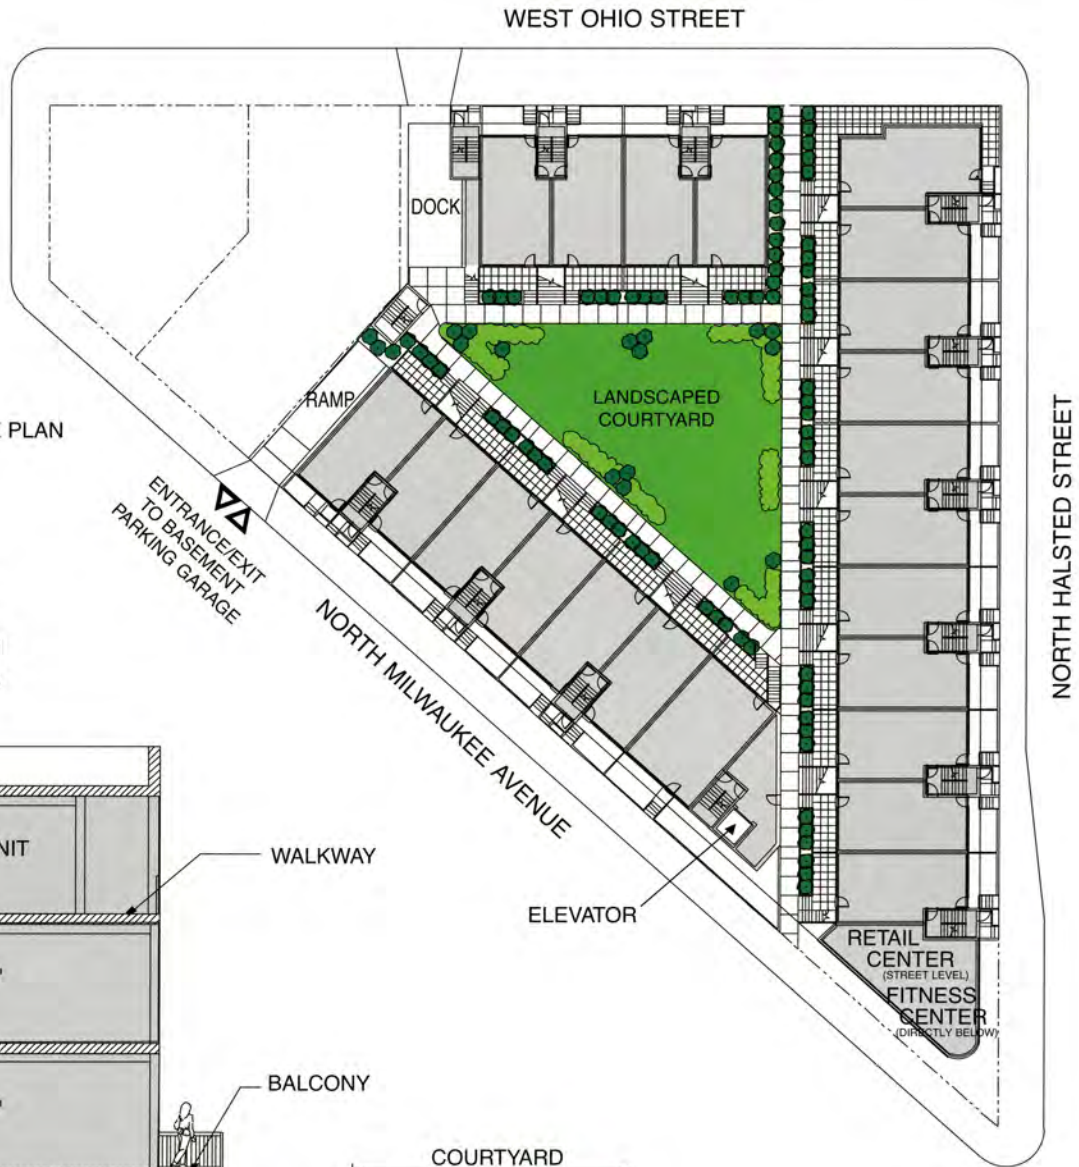 WEST OHIO STREET
DOCK
LANDSCAPED
COURTYARD
RAMP
PLAN
ENTRANCE/EXIT
TO BASEMENT
PARKING GARAGE
NORTH HALSTED STREET
NORTH MILWAUKEE AVENUE
NIT
WALKWAY
ELEVATOR
RETAIL
CENTER
(STREET LEVEL)
FITNESS
CENTER
(DIRECTLY BELOW)
BALCONY
COURTYARD